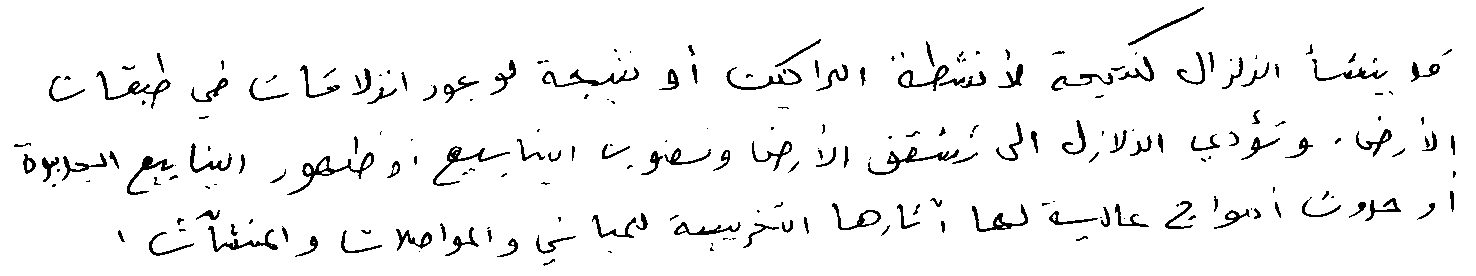 قد ينشأ الزلزال كنتيجة لأنشطة البراكين أو نتيجة لوجود انزلاقات في طبقات
الأرض. وتؤدي الزلازل الى تشقق الأرض ونضوب الينابيع أو ظهور الينابيع الجديدة
أو حدوث أمواج عالية لها آثارها التخريبية للمباني والمواصلات والمنشآت .